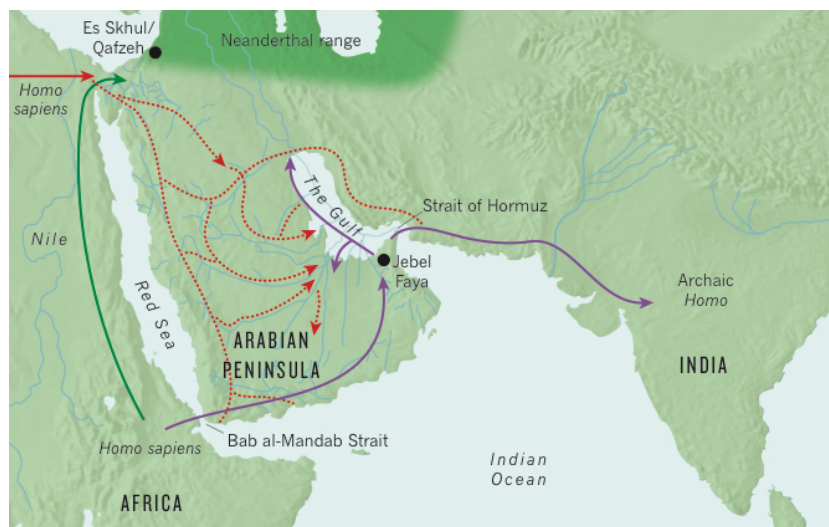 Es Skhul/
Qafzeh
Neanderthal range
Homo
sapiens
The Gulf
Strait of Hormuz
Nile
Jebel
Faya
Archaic
Homo
Red Sea
ARABIAN
PENINSULA
INDIA
Homo sapiens
Bab al-Mandab Strait
Indian
Ocean
AFRICA